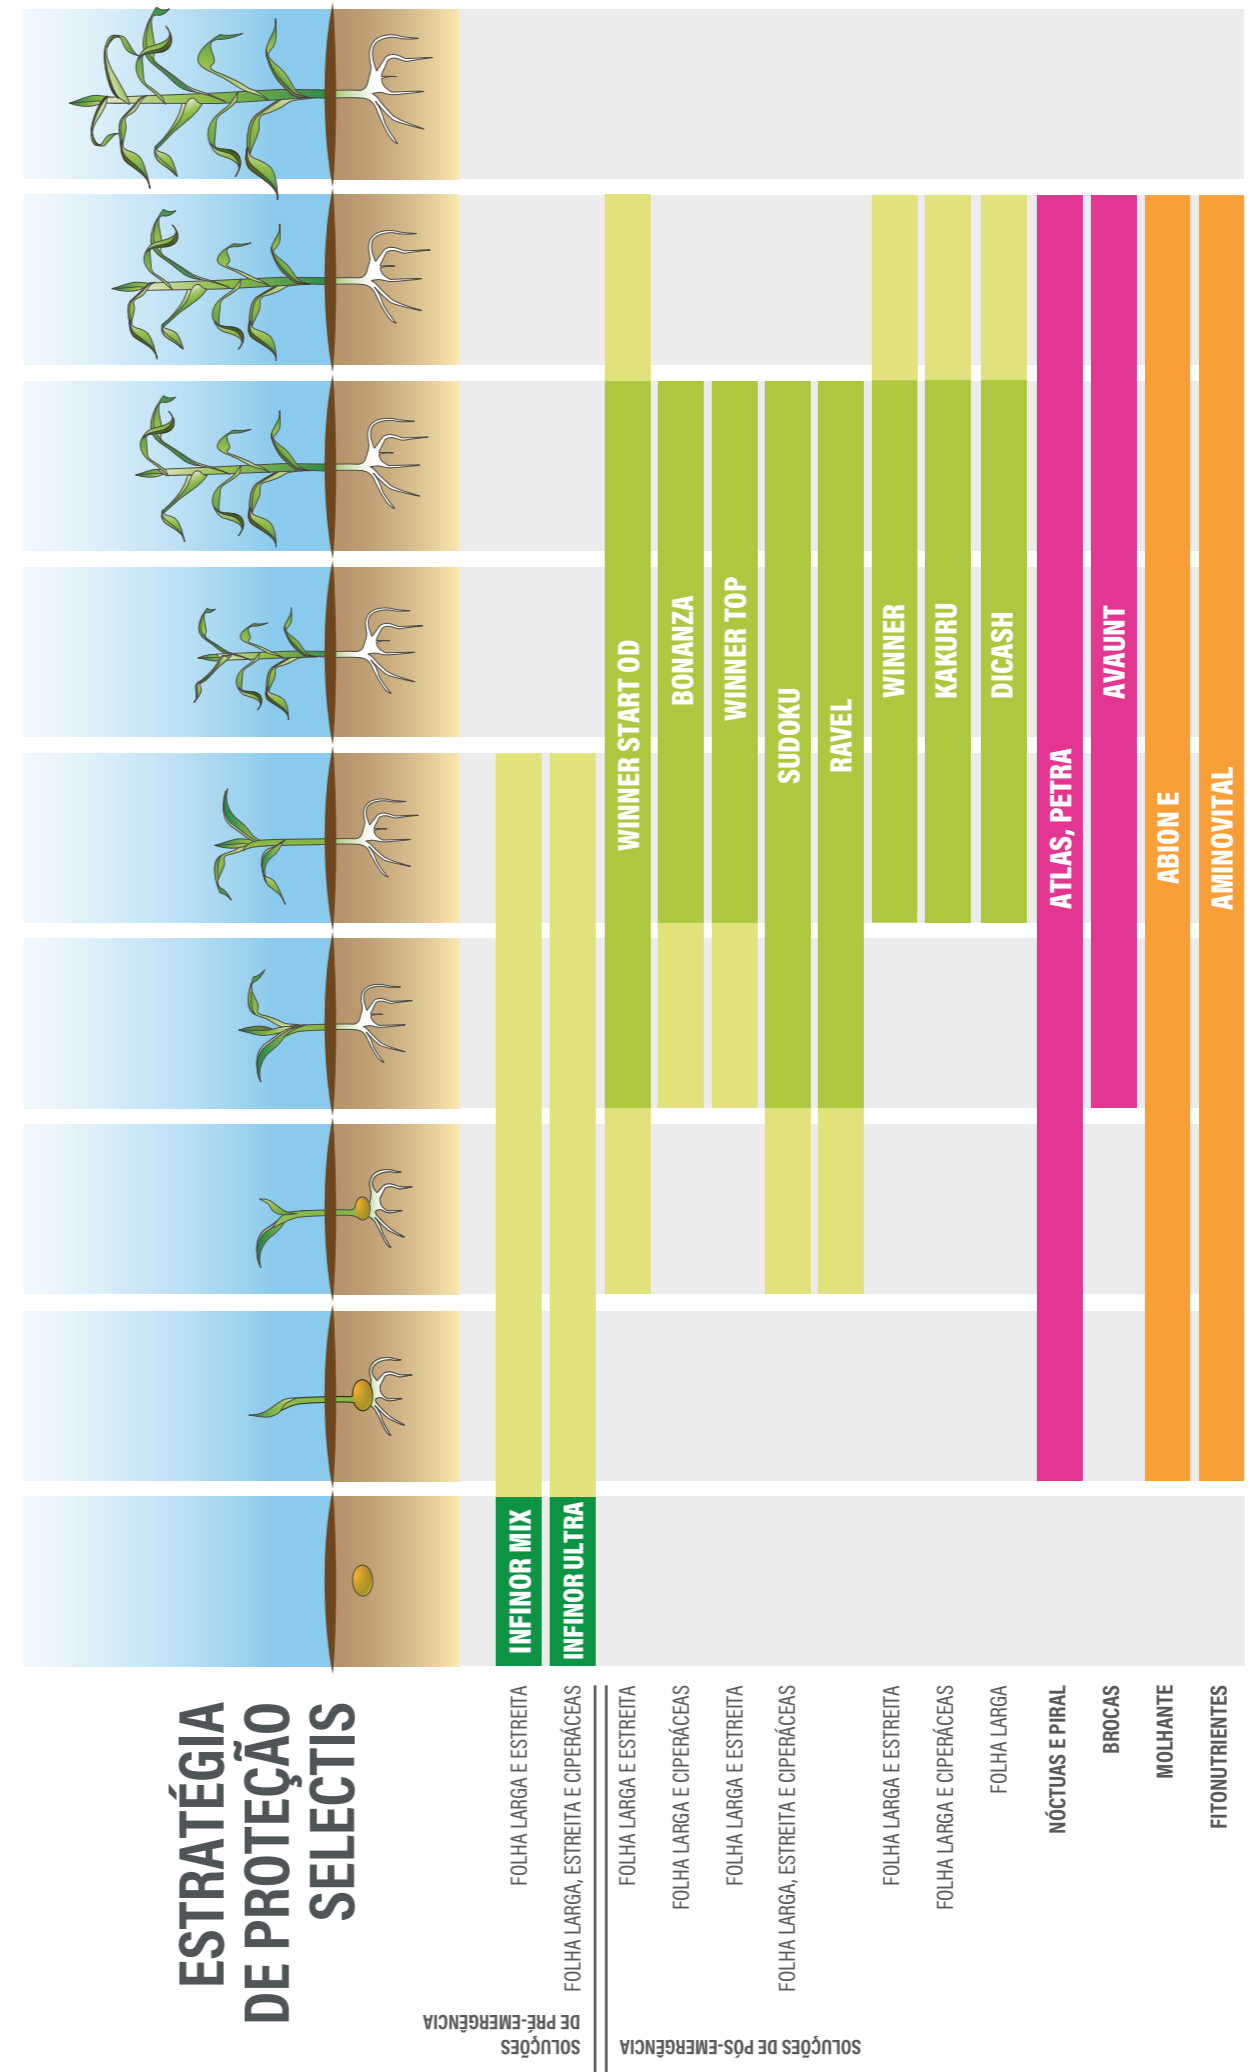 ESTRATÉGIA
DE PROTEÇÃO
SELECTIS
SOLUÇÕES
DE PRÉ-EMERGÊNCIA
FOLHA LARGA E ESTREITA
INFINOR MIX
FOLHA LARGA, ESTREITA E CIPERÁCEAS
INFINOR ULTRA
SOLUÇÕES DE PÓS-EMERGÊNCIA
FOLHA LARGA E ESTREITA
WINNER START OD
FOLHA LARGA E CIPERÁCEAS
BONANZA
FOLHA LARGA E ESTREITA
WINNER TOP
FOLHA LARGA, ESTREITA E CIPERÁCEAS
SUDOKU
RAVEL
FOLHA LARGA E ESTREITA
WINNER
FOLHA LARGA E CIPERÁCEAS
KAKURU
FOLHA LARGA
DICASH
NÓCTUAS E PIRAL
ATLAS, PETRA
BROCAS
AVAUNT
MOLHANTE
ABION E
FITONUTRIENTES
AMINOVITAL